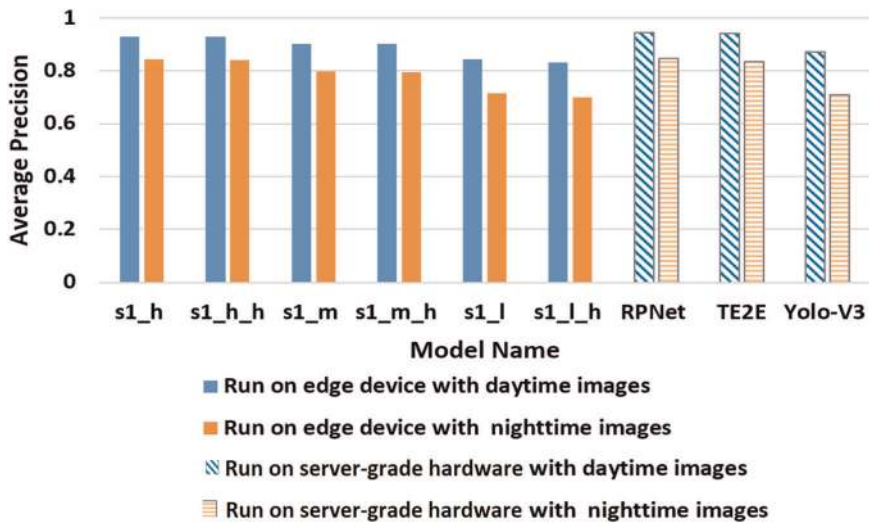 1
0.8
0.6
0.4
0.2
0
Average Precision
s1_h s1_h_h s1_m s1_m_h s1_l s1_l_h RPNet TE2E Yolo-V3
Model Name
Run on edge device with daytime images
Run on edge device with nighttime images
Run on server-grade hardware with daytime images
Run on server-grade hardware with nighttime images